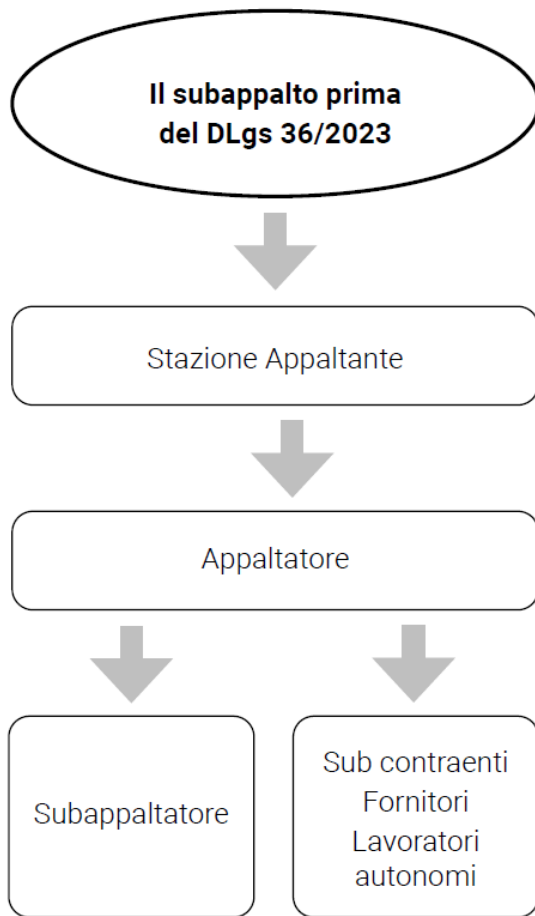 Il subappalto prima
del DLgs 36/2023
Stazione Appaltante
Appaltatore
Subappaltatore
Sub contraenti
Fornitori
Lavoratori
autonomi